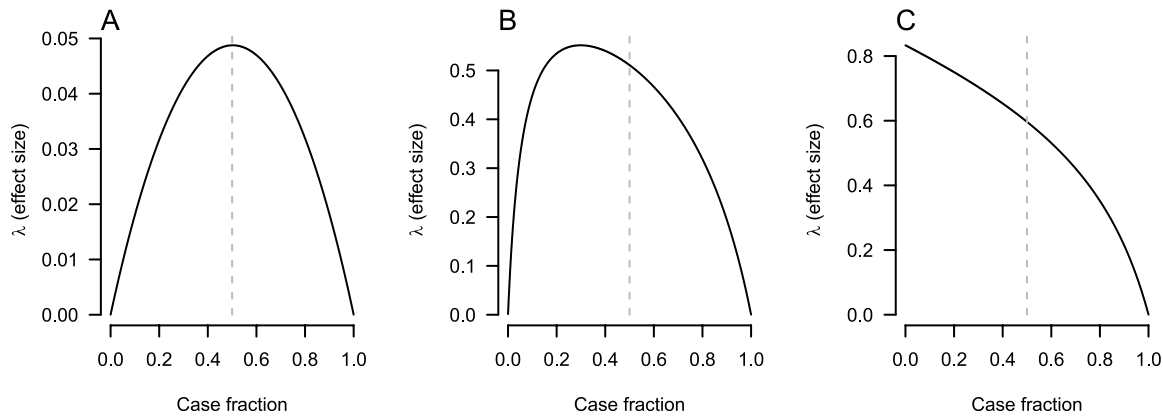 A
λ (effect size)
0.05
0.04
0.03
0.02
0.01
0.00
0.0 0.2 0.4 0.6 0.8 1.0
Case fraction
B
λ (effect size)
0.5
0.4
0.3
0.2
0.1
0.0
0.0 0.2 0.4 0.6 0.8 1.0
Case fraction
C
λ (effect size)
0.8
0.6
0.4
0.2
0.0
0.0 0.2 0.4 0.6 0.8 1.0
Case fraction